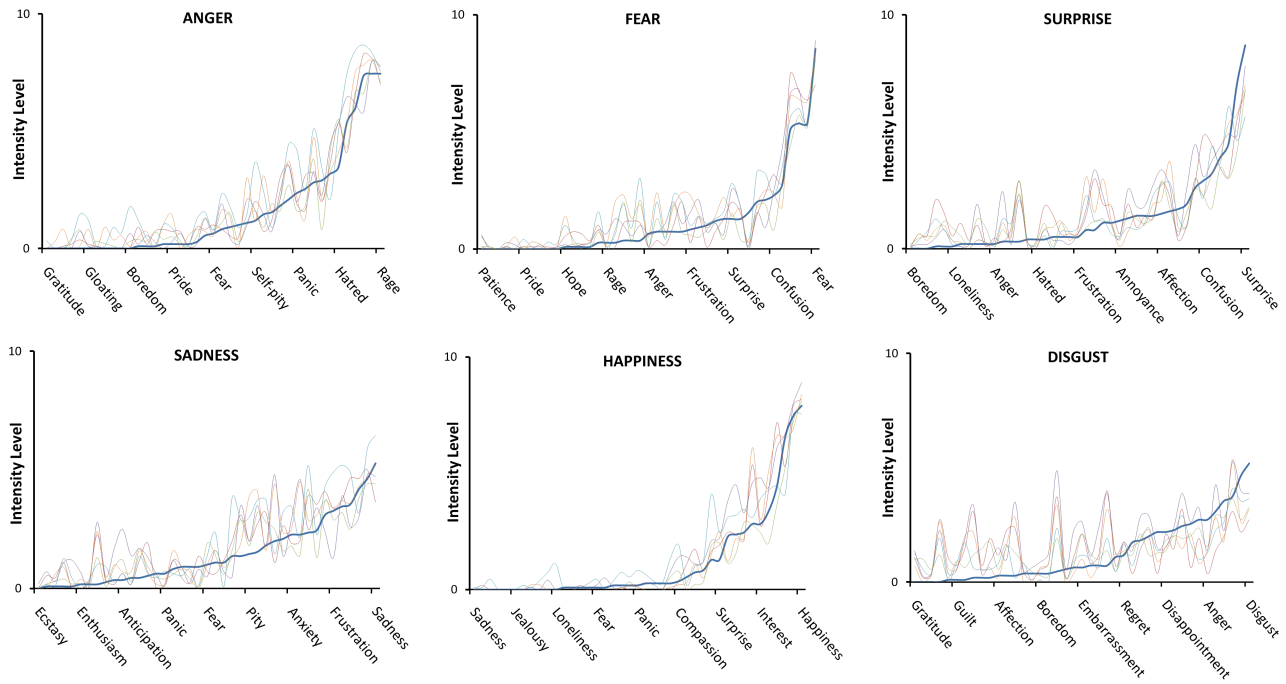 ANGER
10
Intensity Level
0
Gratitude
Gloating
Boredom
Pride
Fear
Self-pity
Panic
Hatred
Rage
FEAR
10
Intensity Level
0
Patience
Pride
Hope
Rage
Anger
Frustration
Surprise
Confusion
Fear
SURPRISE
10
Intensity Level
0
Boredom
Loneliness
Anger
Hatred
Frustration
Annoyance
Affection
Confusion
Surprise
SADNESS
10
Intensity Level
0
Ecstasy
Enthusiasm
Anticipation
Panic
Fear
Pity
Anxiety
Frustration
Sadness
HAPPINESS
10
Intensity Level
0
Sadness
Jealousy
Loneliness
Fear
Panic
Compassion
Surprise
Interest
Happiness
DISGUST
10
Intensity Level
0
Gratitude
Guilt
Affection
Boredom
Embarrassment
Regret
Disappointment
Anger
Disgust